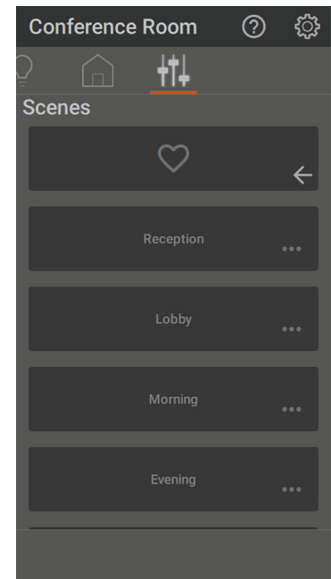 Conference Room
Scenes
Reception
Lobby
Morning
Evening